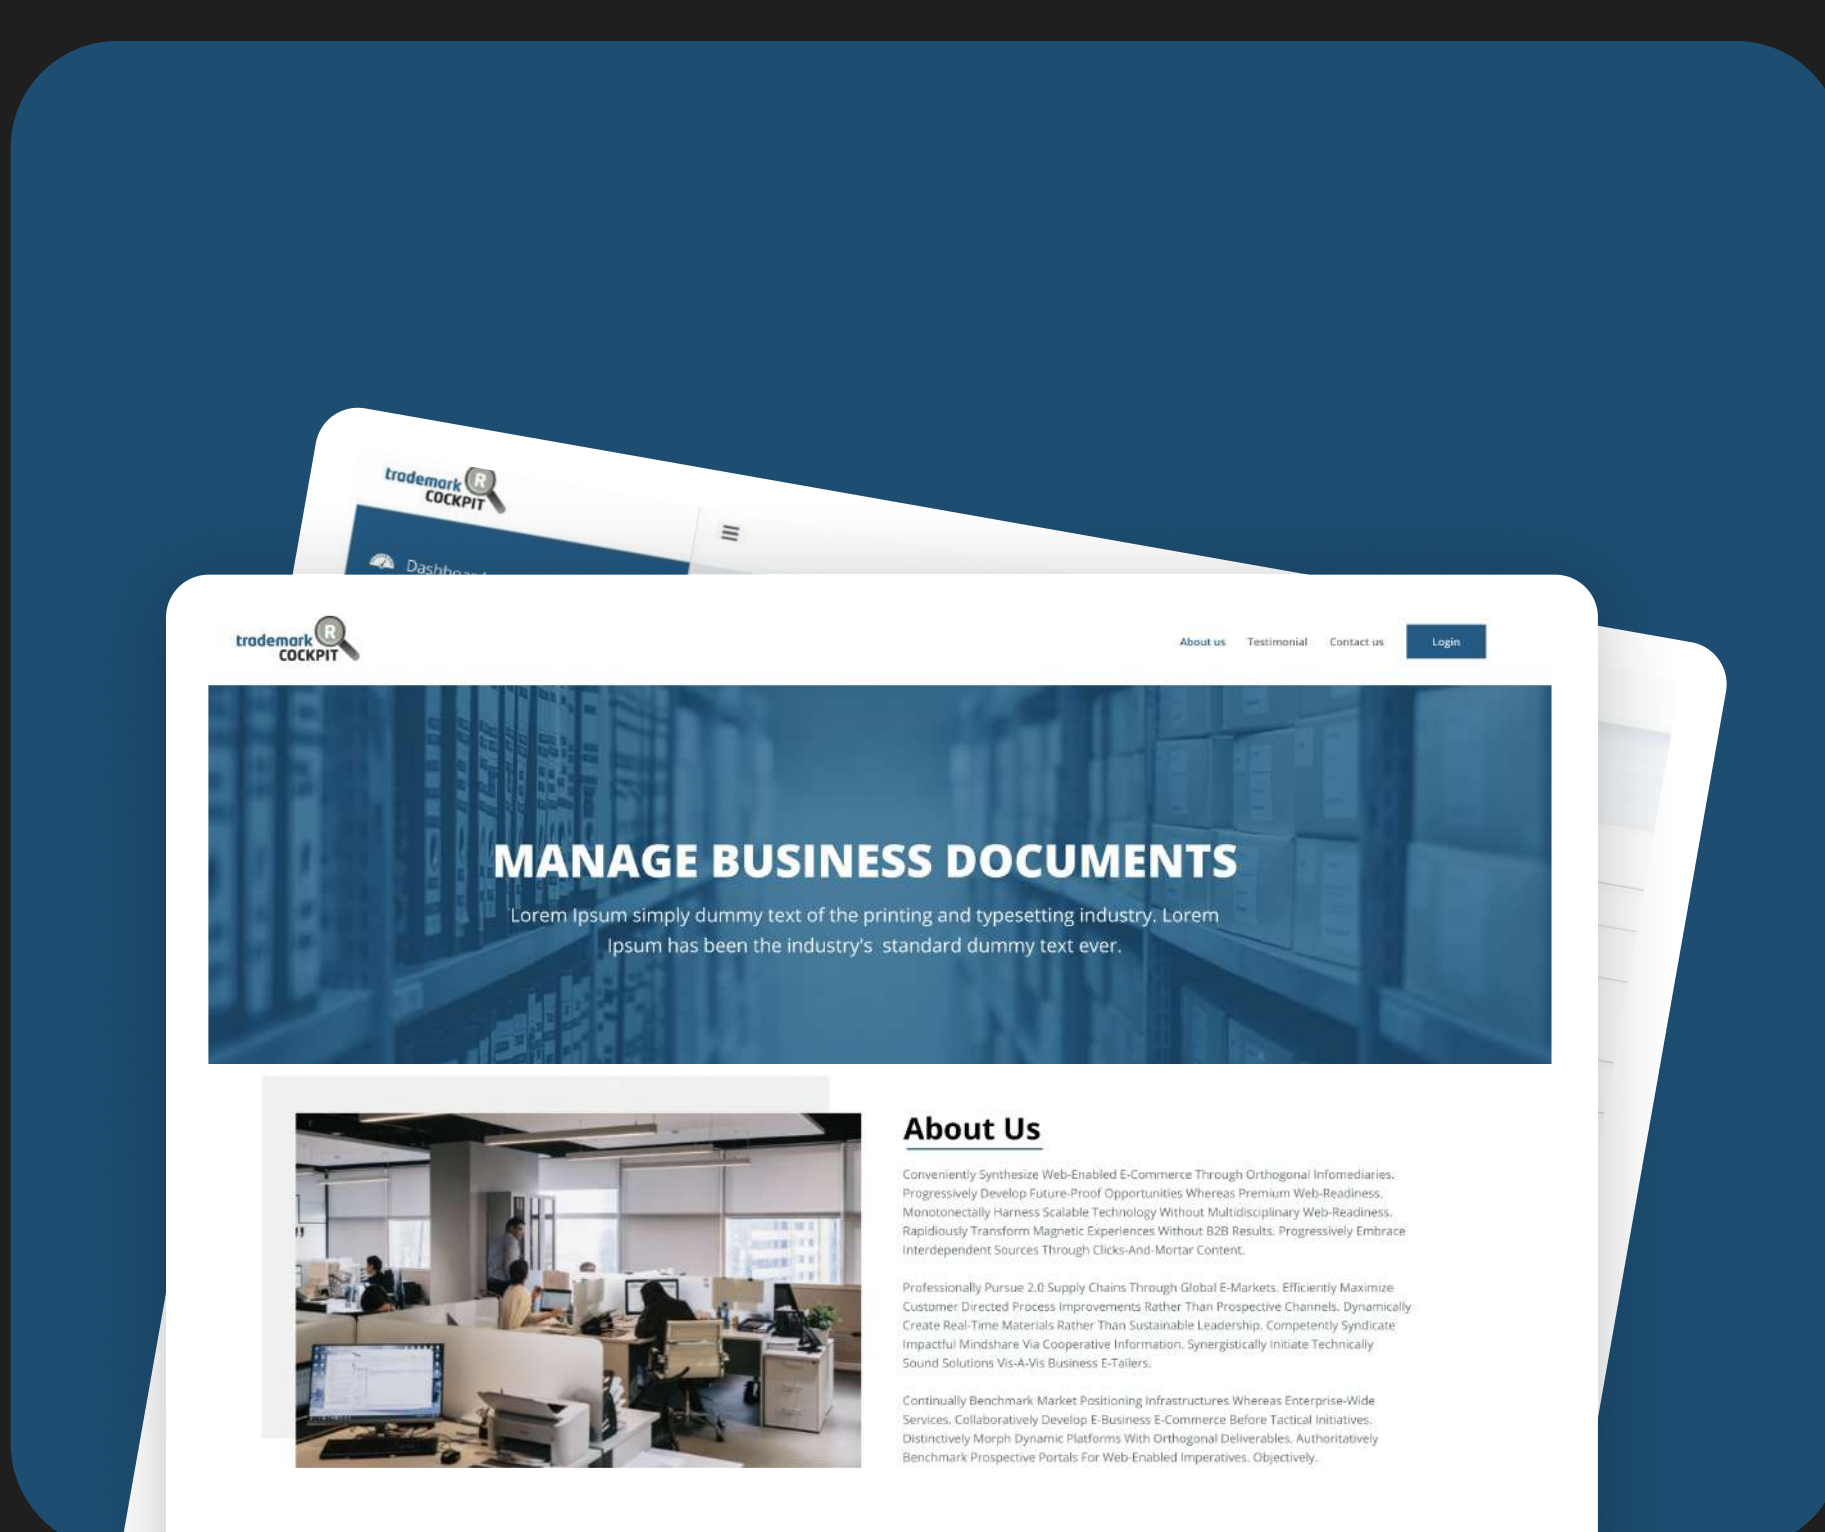 trademark R
COCKPIT
Dashboard
trademark R
COCKPIT
About us Testimonial Contact us Login
MANAGE BUSINESS DOCUMENTS
Lorem Ipsum simply dummy text of the printing and typesetting industry. Lorem
Ipsum has been the industry's standard dummy text ever.
About Us
Conveniently Synthesize Web-Enabled E-Commerce Through Orthogonal Infomediaries.
Progressively Develop Future-Proof Opportunities Whereas Premium Web-Readiness.
Monotonectally Harness Scalable Technology Without Multidisciplinary Web-Readiness.
Rapidiously Transform Magnetic Experiences Without B2B Results. Progressively Embrace
Interdependent Sources Through Clicks-And-Mortar Content.
Professionally Pursue 2.0 Supply Chains Through Global E-Markets. Efficiently Maximize
Customer Directed Process Improvements Rather Than Prospective Channels. Dynamically
Create Real-Time Materials Rather Than Sustainable Leadership. Competently Syndicate
Impactful Mindshare Via Cooperative Information. Synergistically Initiate Technically
Sound Solutions Vis-A-Vis Business E-Tailers.
Continually Benchmark Market Positioning Infrastructures Whereas Enterprise-Wide
Services. Collaboratively Develop E-Business E-Commerce Before Tactical Initiatives.
Distinctively Morph Dynamic Platforms With Orthogonal Deliverables. Authoritatively
Benchmark Prospective Portals For Web-Enabled Imperatives. Objectively.